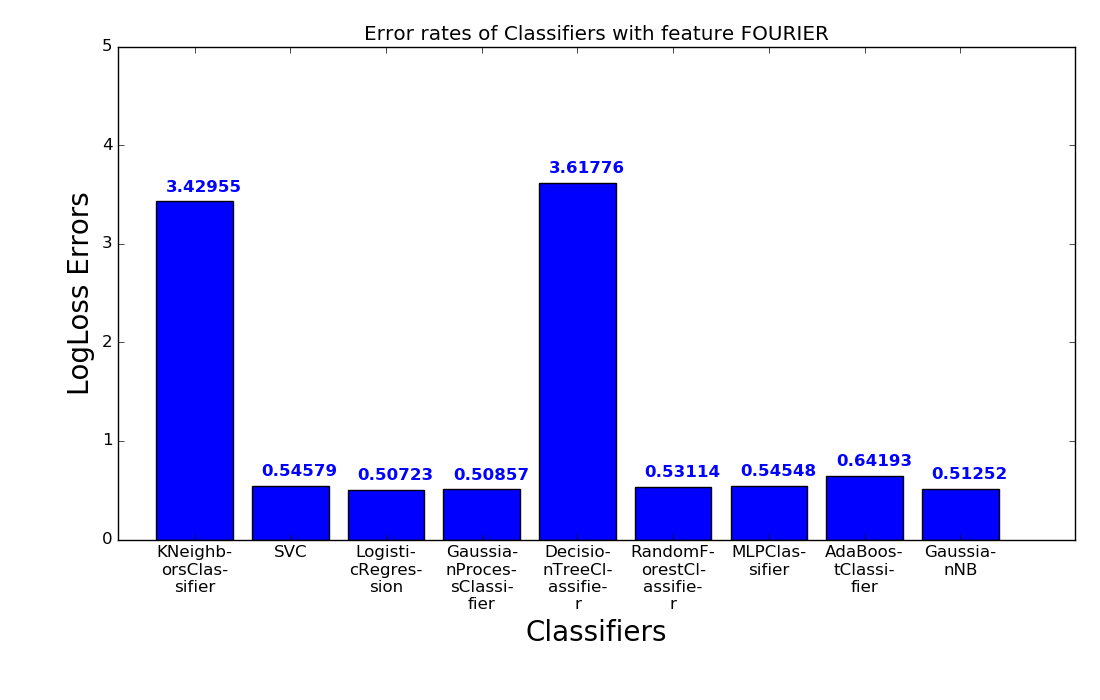 Error rates of Classifiers with feature FOURIER
5
4
3
2
1
0
LogLoss Errors
3.42955
0.54579
0.50723
0.50857
3.61776
0.53114
0.54548
0.64193
0.51252
KNeighb-
orsClas-
sifier
SVC
Logisti-
cRegres-
sion
Gaussia-
nProces-
sClassi-
fier
Decisio-
nTreeCl-
assifie-
r
RandomF-
orestCl-
assifie-
r
MLPClas-
sifier
AdaBoos-
tClassi-
fier
Gaussia-
nNB
Classifiers